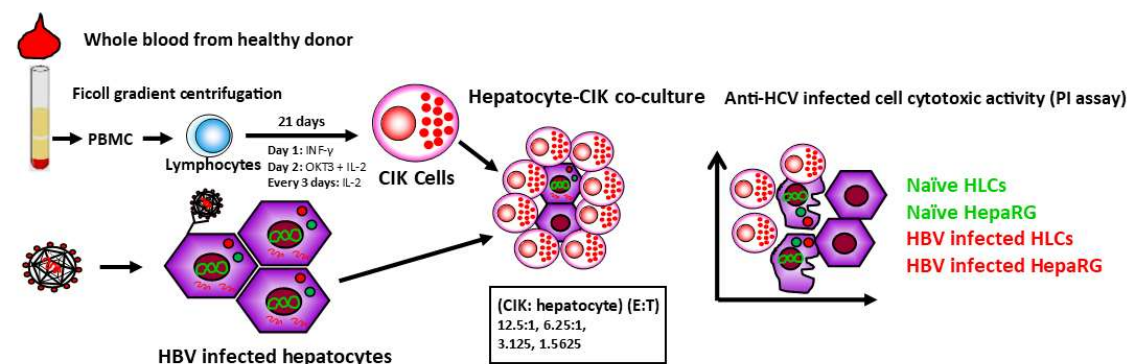 Whole blood from healthy donor
Ficoll gradient centrifugation
PBMC
Lymphocytes
21 days
Day 1: INF-γ
Day 2: OKT3 + IL-2
Every 3 days: IL-2
CIK Cells
Hepatocyte-CIK co-culture
Anti-HCV infected cell cytotoxic activity (PI assay)
Naïve HLCs
Naïve HepaRG
HBV infected HLCs
HBV infected HepaRG
(CIK: hepatocyte) (E:T)
12.5:1, 6.25:1,
3.125, 1.5625
HBV infected hepatocytes